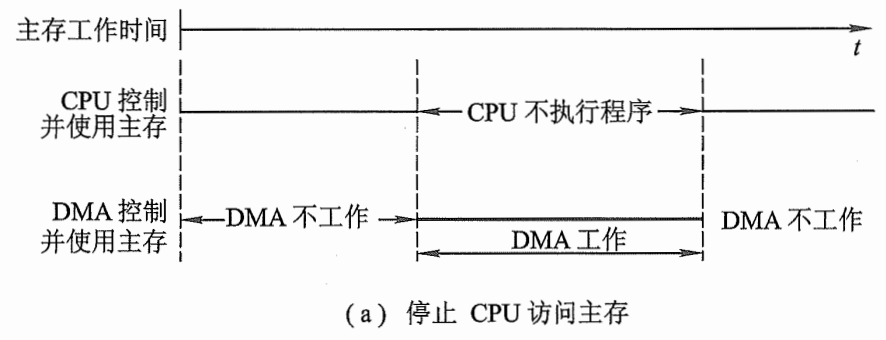 主存工作时间
t
CPU 控制
并使用主存
CPU 不执行程序
DMA 控制
并使用主存
DMA 不工作
DMA 工作
DMA 不工作
(a) 停止 CPU 访问主存